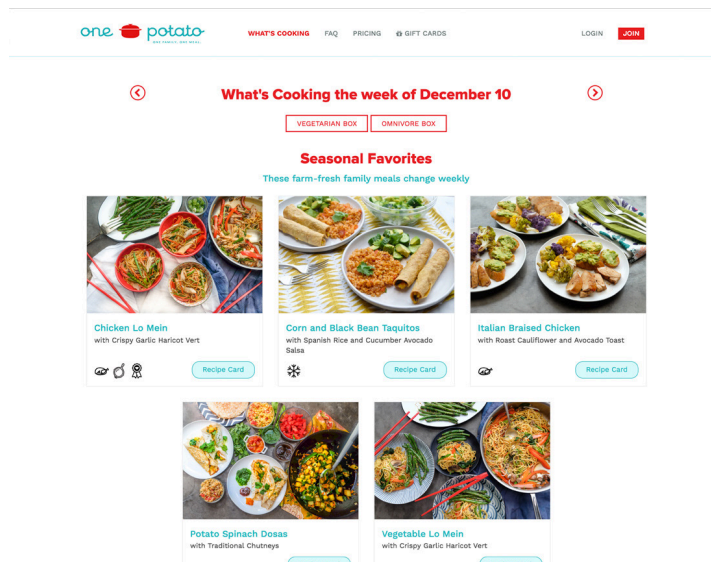 one potato
ONE FAMILY. ONE MEAL.
WHAT'S COOKING
FAQ
PRICING
GIFT CARDS
LOGIN
JOIN
What's Cooking the week of December 10
VEGETARIAN BOX
OMNIVORE BOX
Seasonal Favorites
These farm-fresh family meals change weekly
Chicken Lo Mein
with Crispy Garlic Haricot Vert
Recipe Card
Corn and Black Bean Taquitos
with Spanish Rice and Cucumber Avocado
Salsa
Recipe Card
Italian Braised Chicken
with Roast Cauliflower and Avocado Toast
Recipe Card
Potato Spinach Dosas
with Traditional Chutneys
Vegetable Lo Mein
with Crispy Garlic Haricot Vert